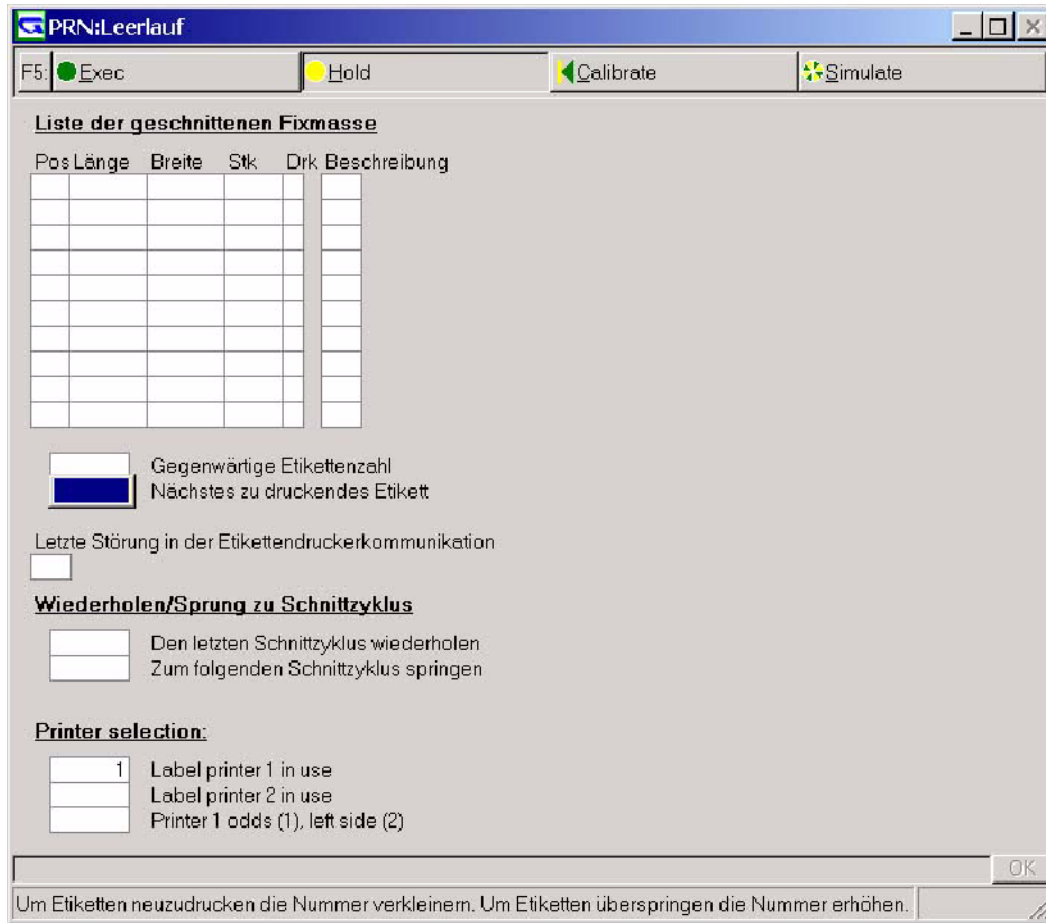 PRN:Leerlauf
F5: Exec Hold Calibrate Simulate
Liste der geschnittenen Fixmasse
Pos Länge Breite Stk Drk Beschreibung
Gegenwärtige Etikettenzahl
Nächstes zu druckendes Etikett
Letzte Störung in der Etikettendruckerkommunikation
Wiederholen/Sprung zu Schnittzyklus
Den letzten Schnittzyklus wiederholen
Zum folgenden Schnittzyklus springen
Printer selection:
1 Label printer 1 in use
Label printer 2 in use
Printer 1 odds (1), left side (2)
OK
Um Etiketten neuzudrucken die Nummer verkleinern. Um Etiketten überspringen die Nummer erhöhen.